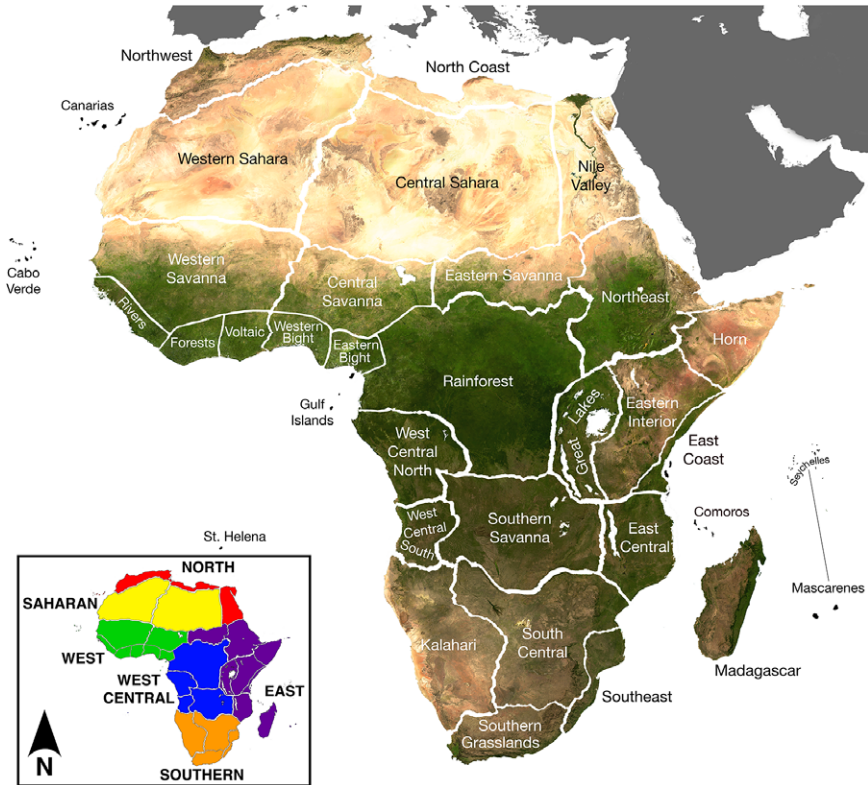 Northwest
North Coast
Canarias
Western Sahara
Central Sahara
Nile
Valley
Cabo
Verde
Western
Savanna
Central
Savanna
Eastern Savanna
Northeast
Rivers
Forests
Voltaic
Western
Bight
Eastern
Bight
Horn
Gulf
Islands
Rainforest
Great Lakes
Eastern
Interior
West
Central
North
East
Coast
Seychelles
West
Central
South
Southern
Savanna
East
Central
Comoros
St. Helena
Mascarenes
Kalahari
South
Central
Madagascar
Southeast
Southern
Grasslands
NORTH
SAHARAN
WEST
WEST
CENTRAL
EAST
SOUTHERN
N